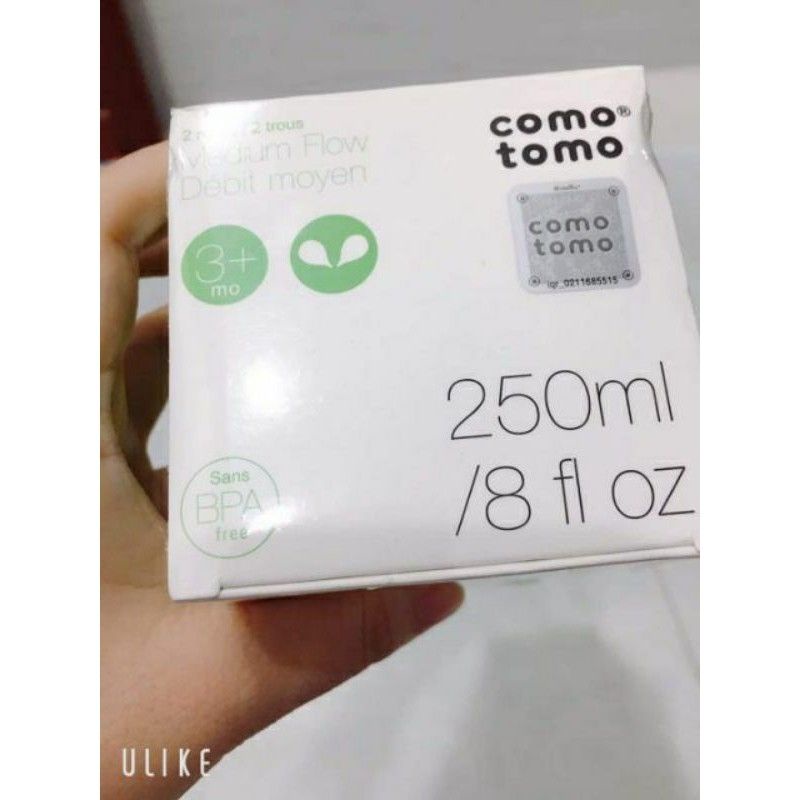 2 trous
Medium Flow
Débit moyen
3+
mo
como®
tomo
como
tomo
iqr_0211685515
250ml
/8 fl oz
Sans
BPA
free
ULIKE